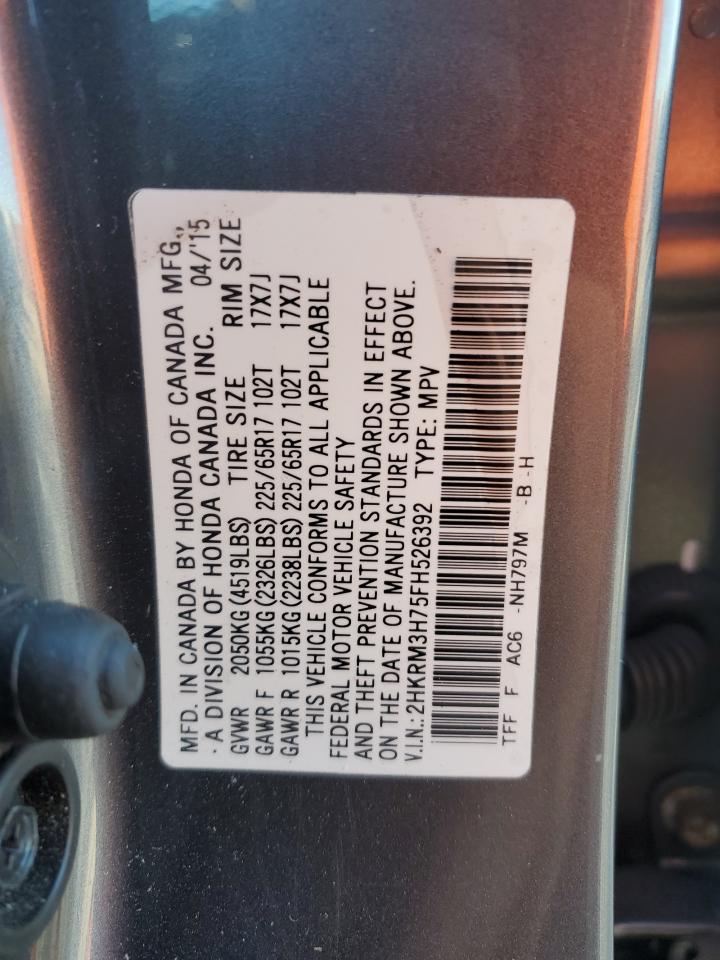 MFD. IN CANADA BY HONDA OF CANADA MFG.,
A DIVISION OF HONDA CANADA INC. 04/'15
GVWR 2050KG (4519LBS) TIRE SIZE RIM SIZE
GAWR F 1055KG (2326LBS) 225/65R17 102T 17X7J
GAWR R 1015KG (2238LBS) 225/65R17 102T 17X7J
THIS VEHICLE CONFORMS TO ALL APPLICABLE
FEDERAL MOTOR VEHICLE SAFETY
AND THEFT PREVENTION STANDARDS IN EFFECT
ON THE DATE OF MANUFACTURE SHOWN ABOVE.
V.I.N.: 2HKRM3H75FH526392 TYPE: MPV
TFF F AC6 -NH797M -B -H